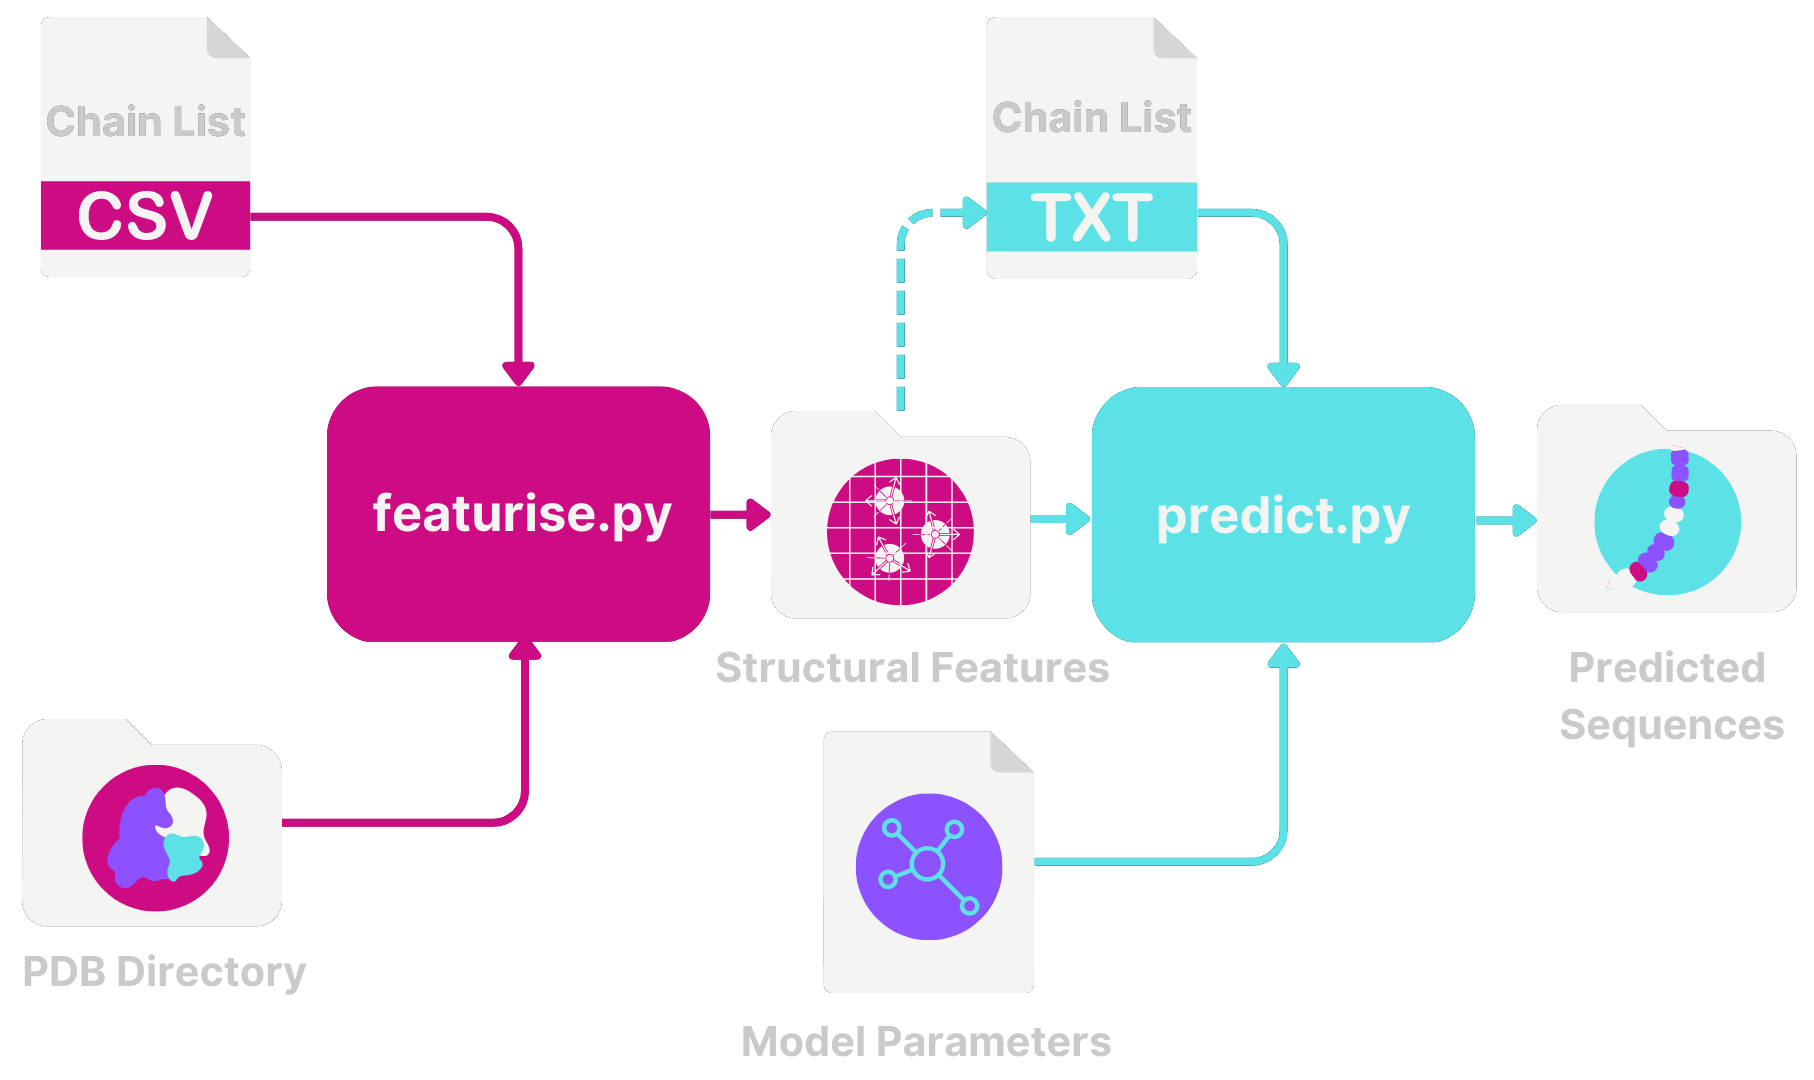 Chain List
CSV
Chain List
TXT
featurise.py
predict.py
Structural Features
Predicted
Sequences
PDB Directory
Model Parameters